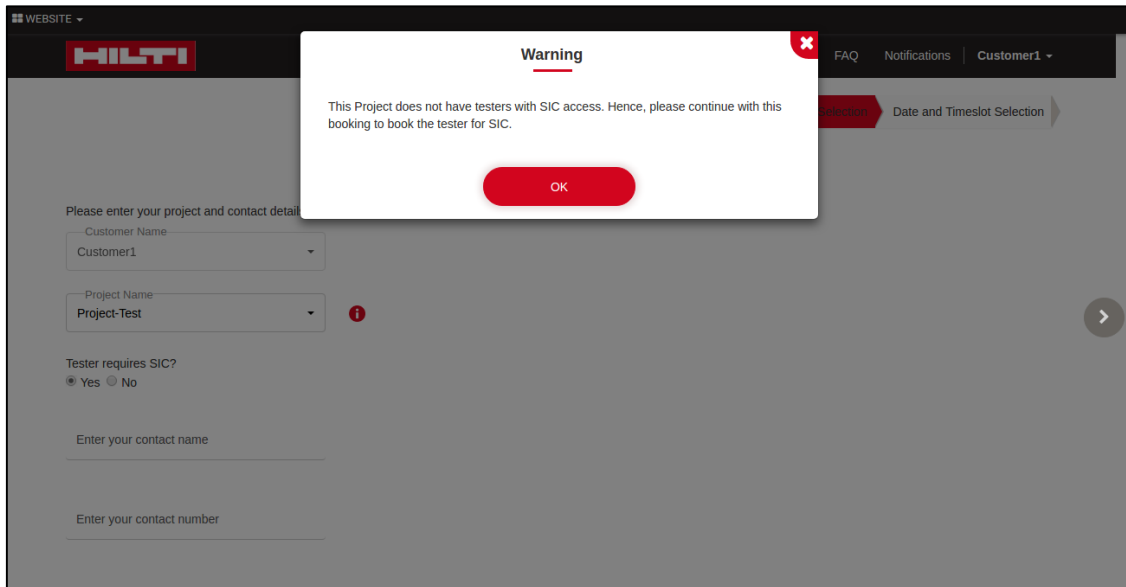 WEBSITE
HILTI
FAQ Notifications Customer1
Selection Date and Timeslot Selection
Warning
This Project does not have testers with SIC access. Hence, please continue with this
booking to book the tester for SIC.
OK
Please enter your project and contact detail
Customer Name
Customer1
Project Name
Project-Test
Tester requires SIC?
Yes No
Enter your contact name
Enter your contact number